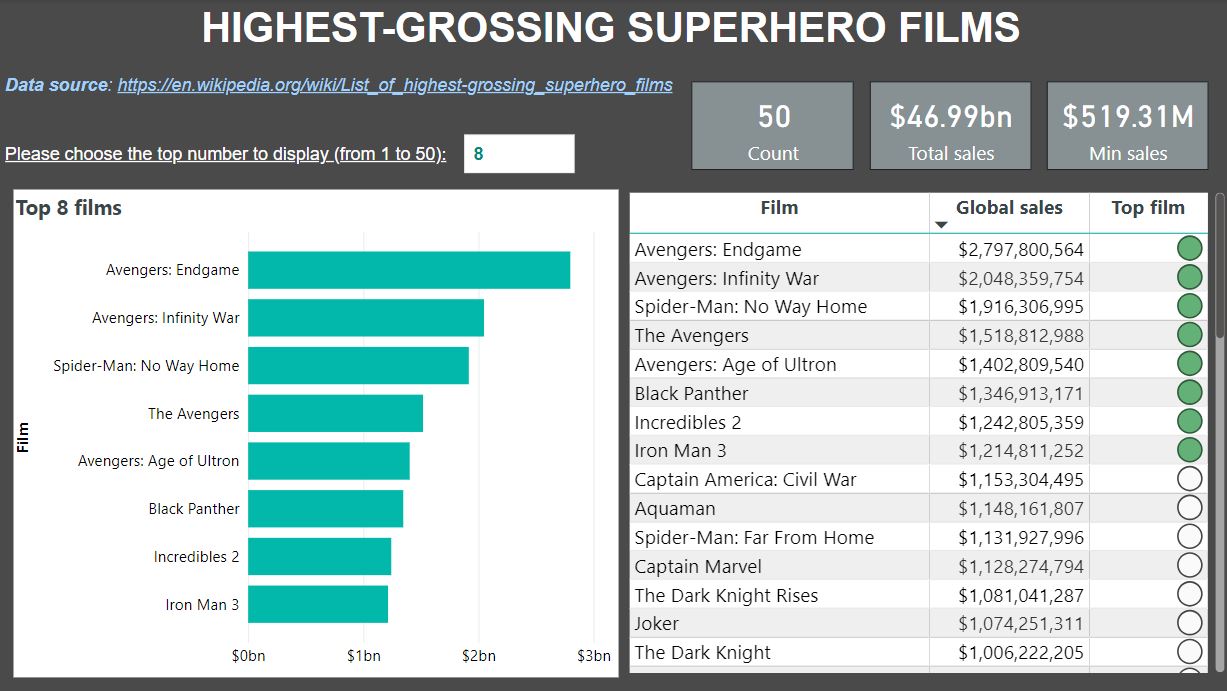 HIGHEST-GROSSING SUPERHERO FILMS
Data source: https://en.wikipedia.org/wiki/List_of_highest-grossing_superhero_films
50
Count
$46.99bn
Total sales
$519.31M
Min sales
Please choose the top number to display (from 1 to 50): 8
Top 8 films
Film
Avengers: Endgame
Avengers: Infinity War
Spider-Man: No Way Home
The Avengers
Avengers: Age of Ultron
Black Panther
Incredibles 2
Iron Man 3
$0bn $1bn $2bn $3bn
Film Global sales Top film
Avengers: Endgame $2,797,800,564
Avengers: Infinity War $2,048,359,754
Spider-Man: No Way Home $1,916,306,995
The Avengers $1,518,812,988
Avengers: Age of Ultron $1,402,809,540
Black Panther $1,346,913,171
Incredibles 2 $1,242,805,359
Iron Man 3 $1,214,811,252
Captain America: Civil War $1,153,304,495
Aquaman $1,148,161,807
Spider-Man: Far From Home $1,131,927,996
Captain Marvel $1,128,274,794
The Dark Knight Rises $1,081,041,287
Joker $1,074,251,311
The Dark Knight $1,006,222,205